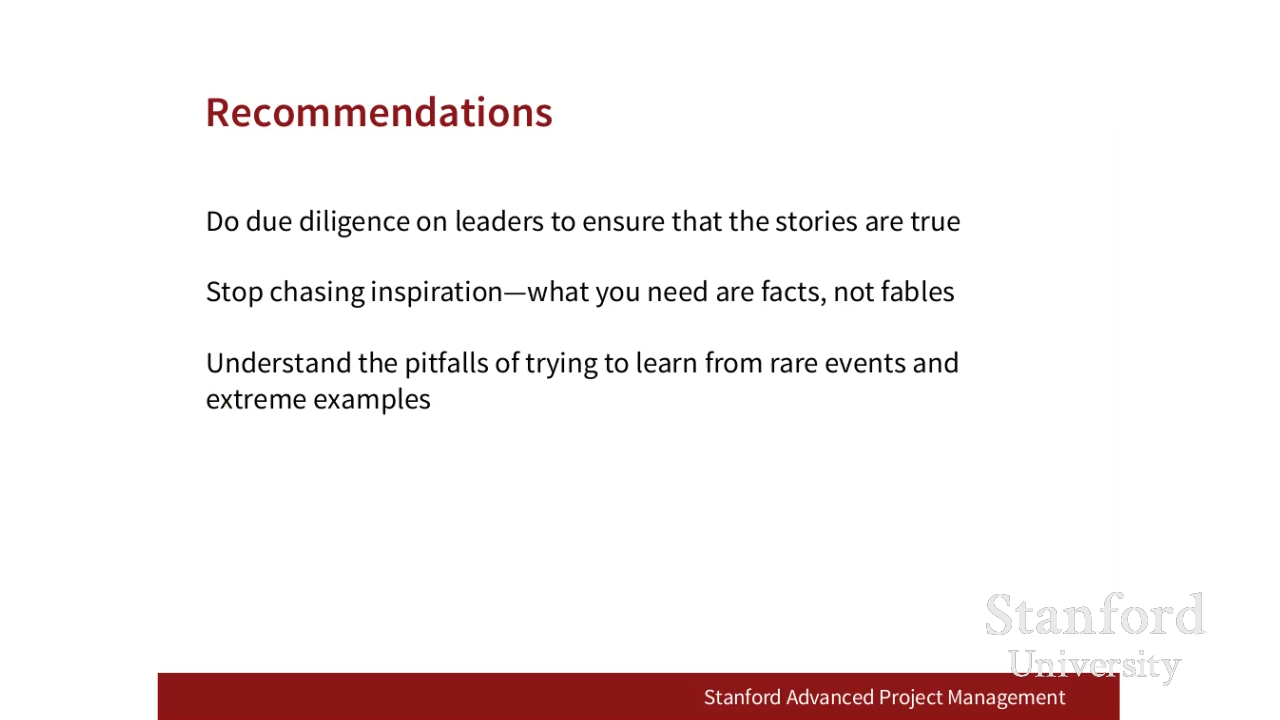 Recommendations
Do due diligence on leaders to ensure that the stories are true
Stop chasing inspiration—what you need are facts, not fables
Understand the pitfalls of trying to learn from rare events and
extreme examples
Stanford
University
Stanford Advanced Project Management